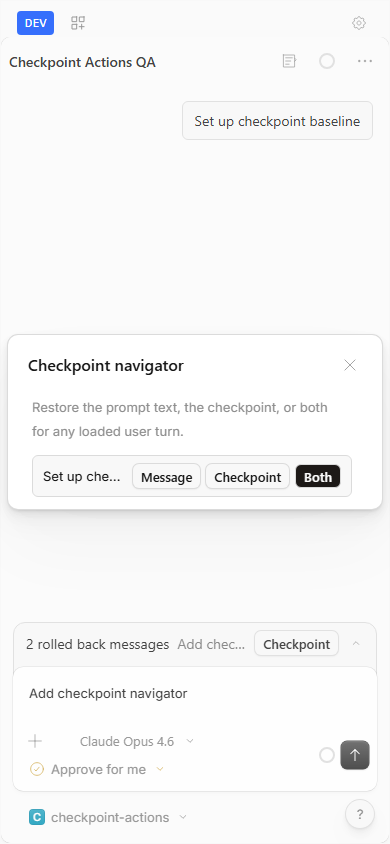 DEV
Checkpoint Actions QA
Set up checkpoint baseline
Checkpoint navigator
Restore the prompt text, the checkpoint, or both
for any loaded user turn.
Set up che... Message Checkpoint Both
2 rolled back messages Add chec... Checkpoint
Add checkpoint navigator
Claude Opus 4.6
Approve for me
C checkpoint-actions ?